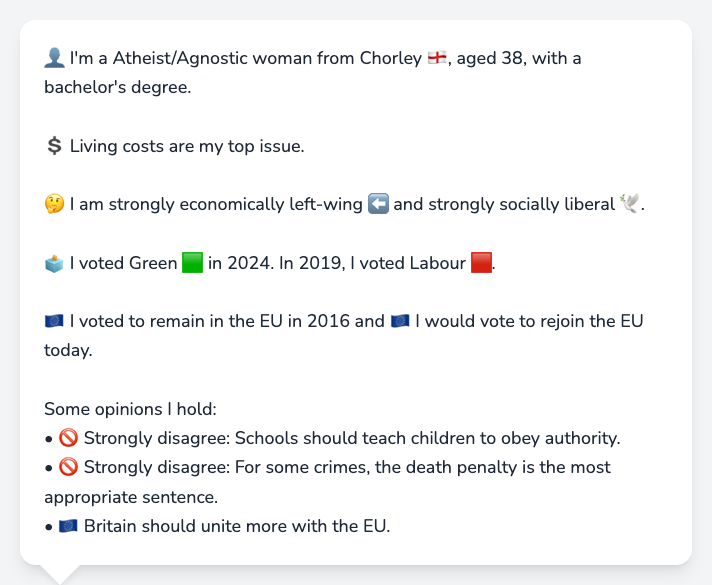 👤 I'm a Atheist/Agnostic woman from Chorley 🏴󠁧󠁢󠁥󠁮󠁧󠁿, aged 38, with a
bachelor's degree.
💲 Living costs are my top issue.
🤔 I am strongly economically left-wing ⬅️ and strongly socially liberal 🕊️.
🗳️ I voted Green 🟩 in 2024. In 2019, I voted Labour 🟥.
🇪🇺 I voted to remain in the EU in 2016 and 🇪🇺 I would vote to rejoin the EU
today.
Some opinions I hold:
• 🚫 Strongly disagree: Schools should teach children to obey authority.
• 🚫 Strongly disagree: For some crimes, the death penalty is the most
appropriate sentence.
• 🇪🇺 Britain should unite more with the EU.